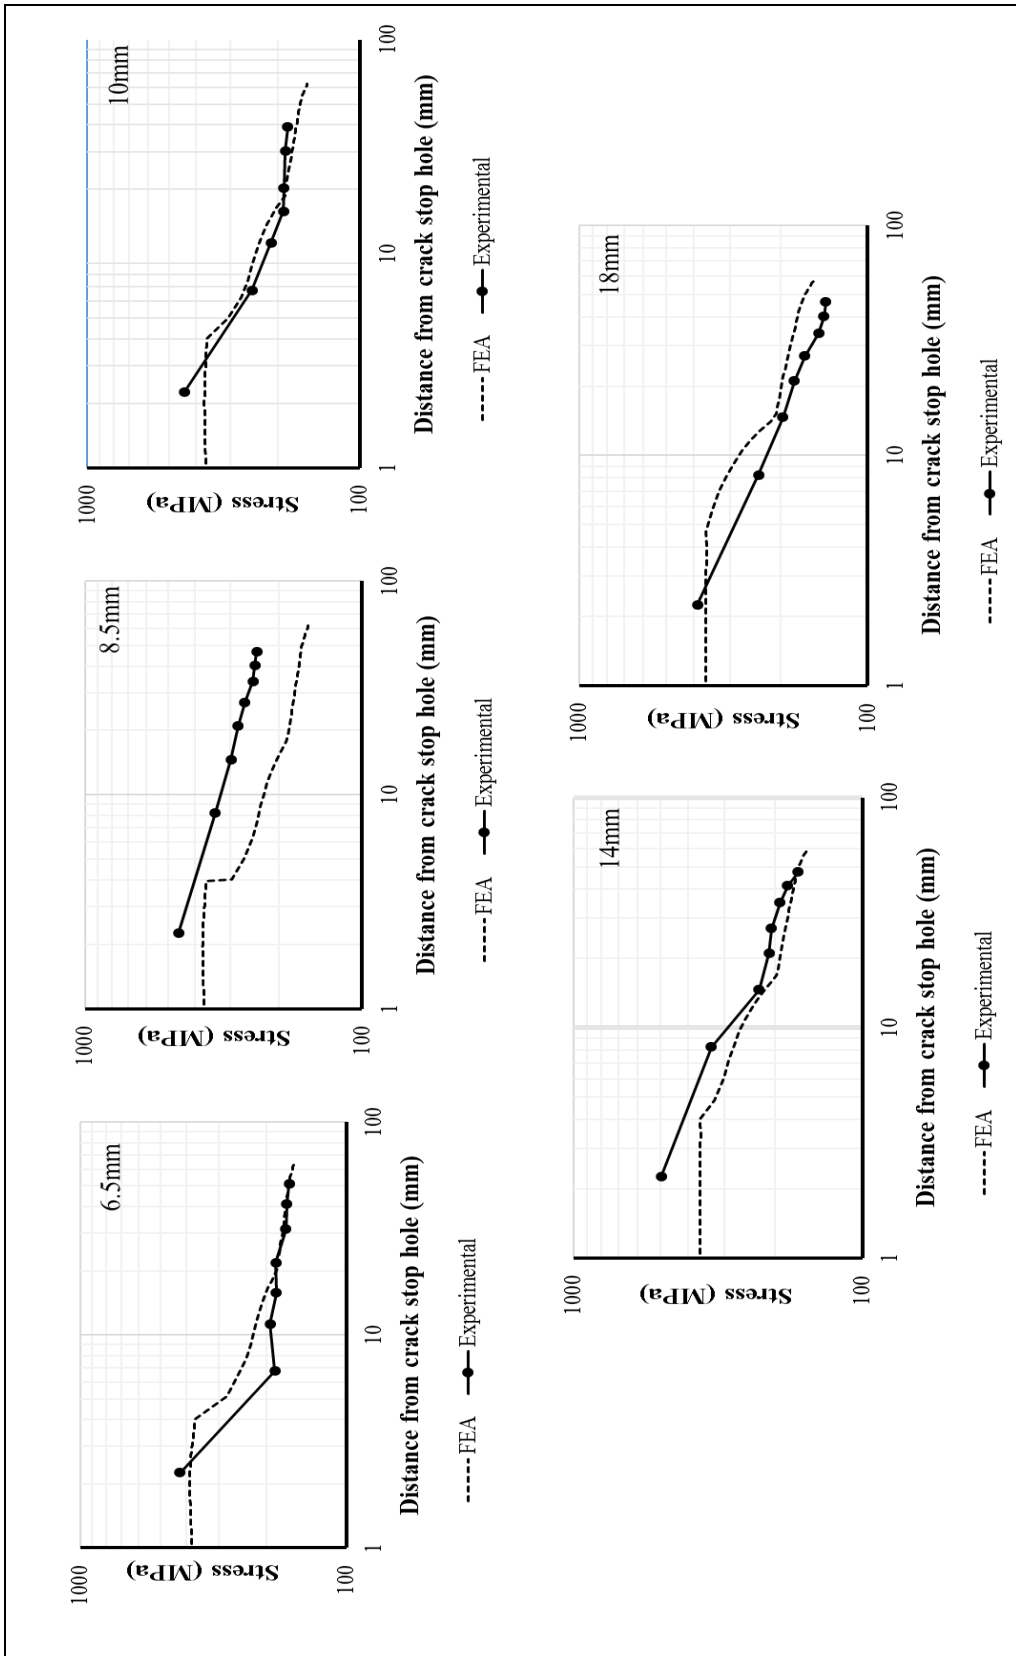 6.5mm
1000
Stress (MPa)
100
1
10
100
Distance from crack stop hole (mm)
FEA
Experimental
8.5mm
1000
Stress (MPa)
100
1
10
100
Distance from crack stop hole (mm)
FEA
Experimental
10mm
1000
Stress (MPa)
100
1
10
100
Distance from crack stop hole (mm)
FEA
Experimental
14mm
1000
Stress (MPa)
100
1
10
100
Distance from crack stop hole (mm)
FEA
Experimental
18mm
1000
Stress (MPa)
100
1
10
100
Distance from crack stop hole (mm)
FEA
Experimental